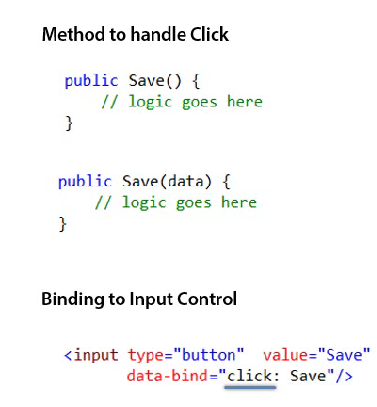 Method to handle Click
public Save() {
// logic goes here
}
public Save(data) {
// logic goes here
}
Binding to Input Control
<input type="button" value="Save"
data-bind="click: Save"/>